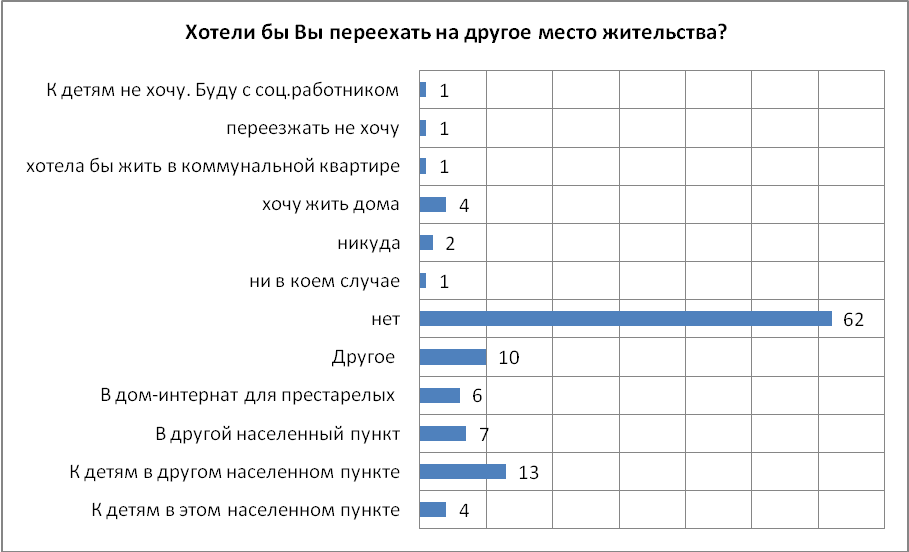 Хотели бы Вы переехать на другое место жительства?
К детям не хочу. Буду с соц.работником 1
переезжать не хочу 1
хотела бы жить в коммунальной квартире 1
хочу жить дома 4
никуда 2
ни в коем случае 1
нет 62
Другое 10
В дом-интернат для престарелых 6
В другой населенный пункт 7
К детям в другом населенном пункте 13
К детям в этом населенном пункте 4